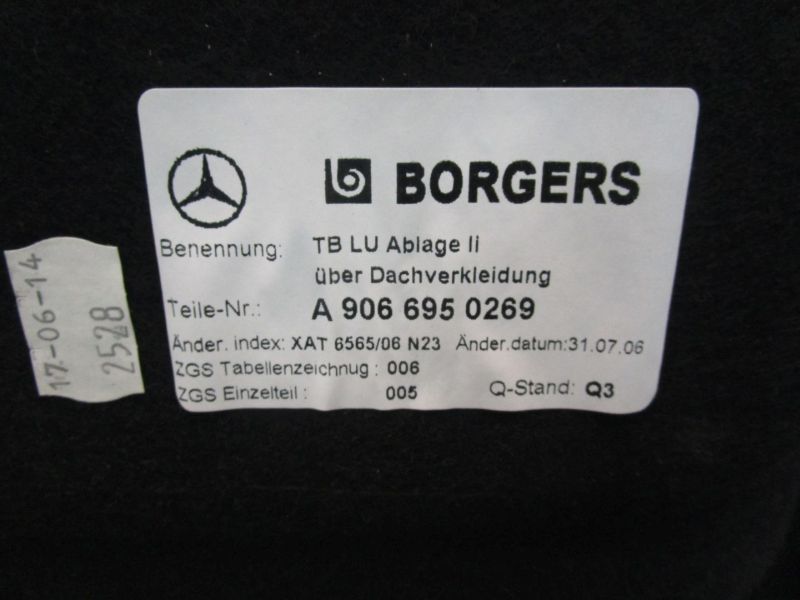 BORGERS
Benennung: TB LU Ablage li
über Dachverkleidung
Teile-Nr.: A 906 695 0269
Änder. index: XAT 6565/06 N23 Änder.datum:31.07.06
ZGS Tabellenzeichnug : 006
ZGS Einzelteil : 005 Q-Stand: Q3
17-06-14
2528